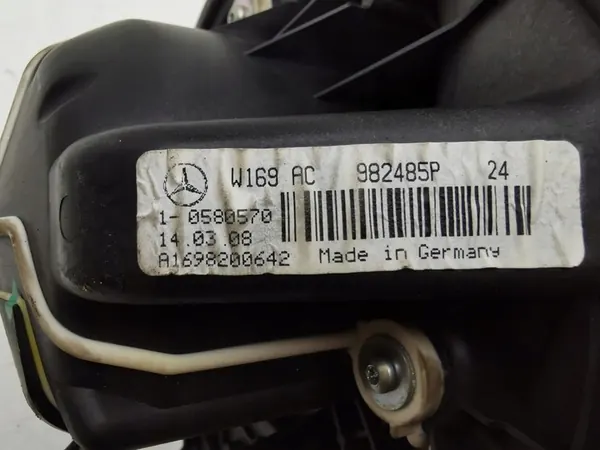 W169 AC 982485P 24
1- 0580570
14.03.08
A1698200642 Made in Germany